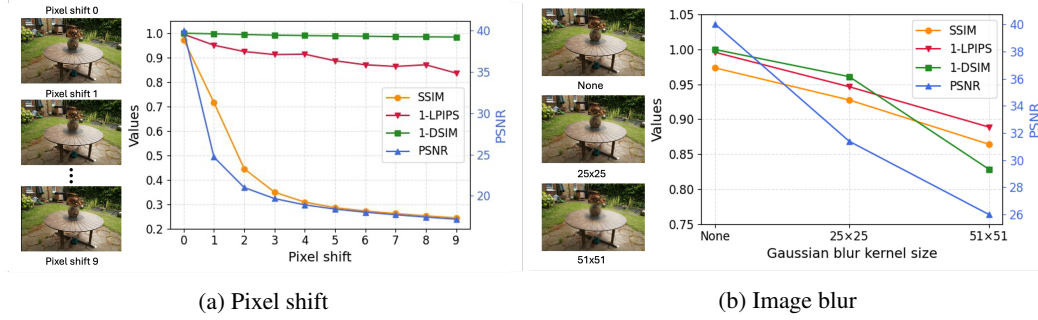 Pixel shift 0
Pixel shift 1
Pixel shift 9
Values
1.0
0.9
0.8
0.7
0.6
0.5
0.4
0.3
0.2
SSIM
1-LPIPS
1-DSIM
PSNR
40
35
30
25
20
PSNR
0 1 2 3 4 5 6 7 8 9
Pixel shift
(a) Pixel shift
None
25x25
51x51
Values
1.05
1.00
0.95
0.90
0.85
0.80
0.75
SSIM
1-LPIPS
1-DSIM
PSNR
40
38
36
34
32
30
28
26
PSNR
None 25×25 51×51
Gaussian blur kernel size
(b) Image blur